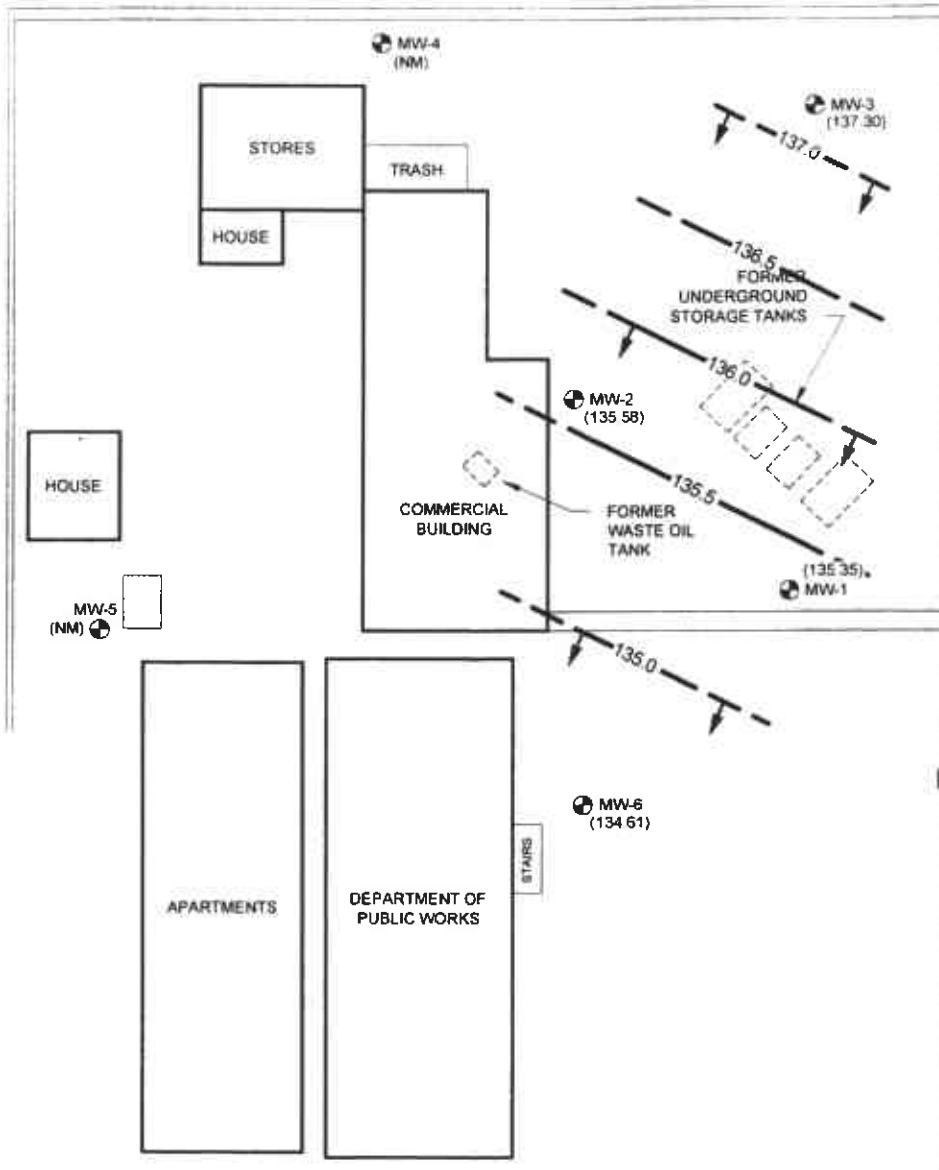 MW-4
(NM)
MW-3
(137.30)
137.0
STORES
TRASH
HOUSE
136.5
FORMER
UNDERGROUND
STORAGE TANKS
136.0
MW-2
(135 58)
135.5
HOUSE
COMMERCIAL
BUILDING
FORMER
WASTE OIL
TANK
(135 35)
MW-1
MW-5
(NM)
135.0
MW-6
(134 61)
STAIRS
APARTMENTS
DEPARTMENT OF
PUBLIC WORKS